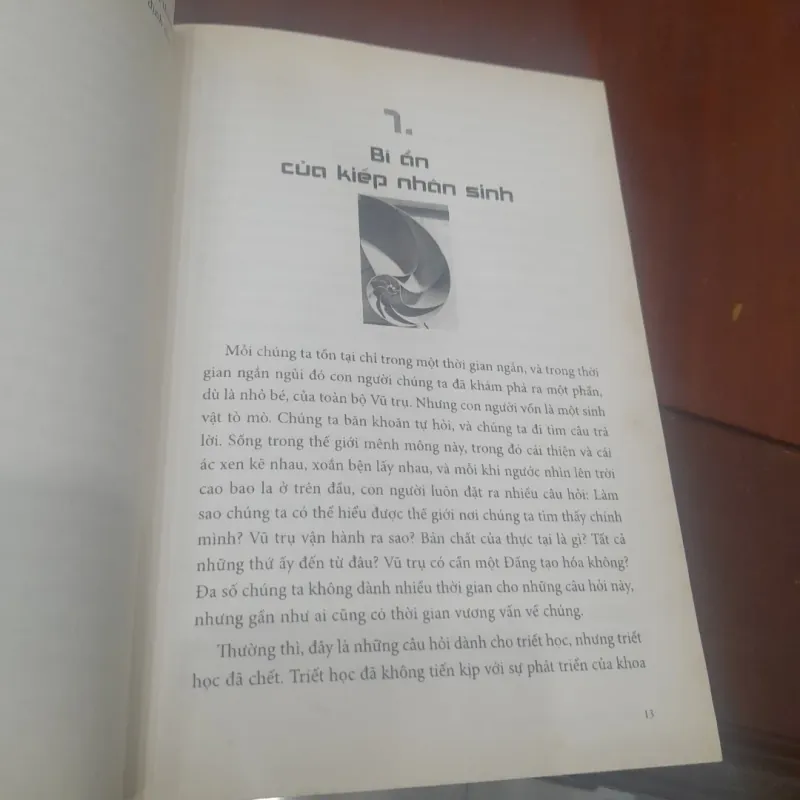 1.
Bí ẩn
của kiếp nhân sinh
Mỗi chúng ta tồn tại chỉ trong một thời gian ngắn, và trong thời
gian ngắn ngủi đó con người chúng ta đã khám phá ra một phần,
dù là nhỏ bé, của toàn bộ Vũ trụ. Nhưng con người vốn là một sinh
vật tò mò. Chúng ta băn khoăn tự hỏi, và chúng ta đi tìm câu trả
lời. Sống trong thế giới mênh mông này, trong đó cái thiện và cái
ác xen kẽ nhau, xoắn bện lấy nhau, và mỗi khi ngước nhìn lên trời
cao bao la ở trên đầu, con người luôn đặt ra nhiều câu hỏi: Làm
sao chúng ta có thể hiểu được thế giới nơi chúng ta tìm thấy chính
mình? Vũ trụ vận hành ra sao? Bản chất của thực tại là gì? Tất cả
những thứ ấy đến từ đâu? Vũ trụ có cần một Đấng tạo hóa không?
Đa số chúng ta không dành nhiều thời gian cho những câu hỏi này,
nhưng gần như ai cũng có thời gian vương vấn về chúng.
Thường thì, đây là những câu hỏi dành cho triết học, nhưng triết
học đã chết. Triết học đã không tiến kịp với sự phát triển của khoa
13